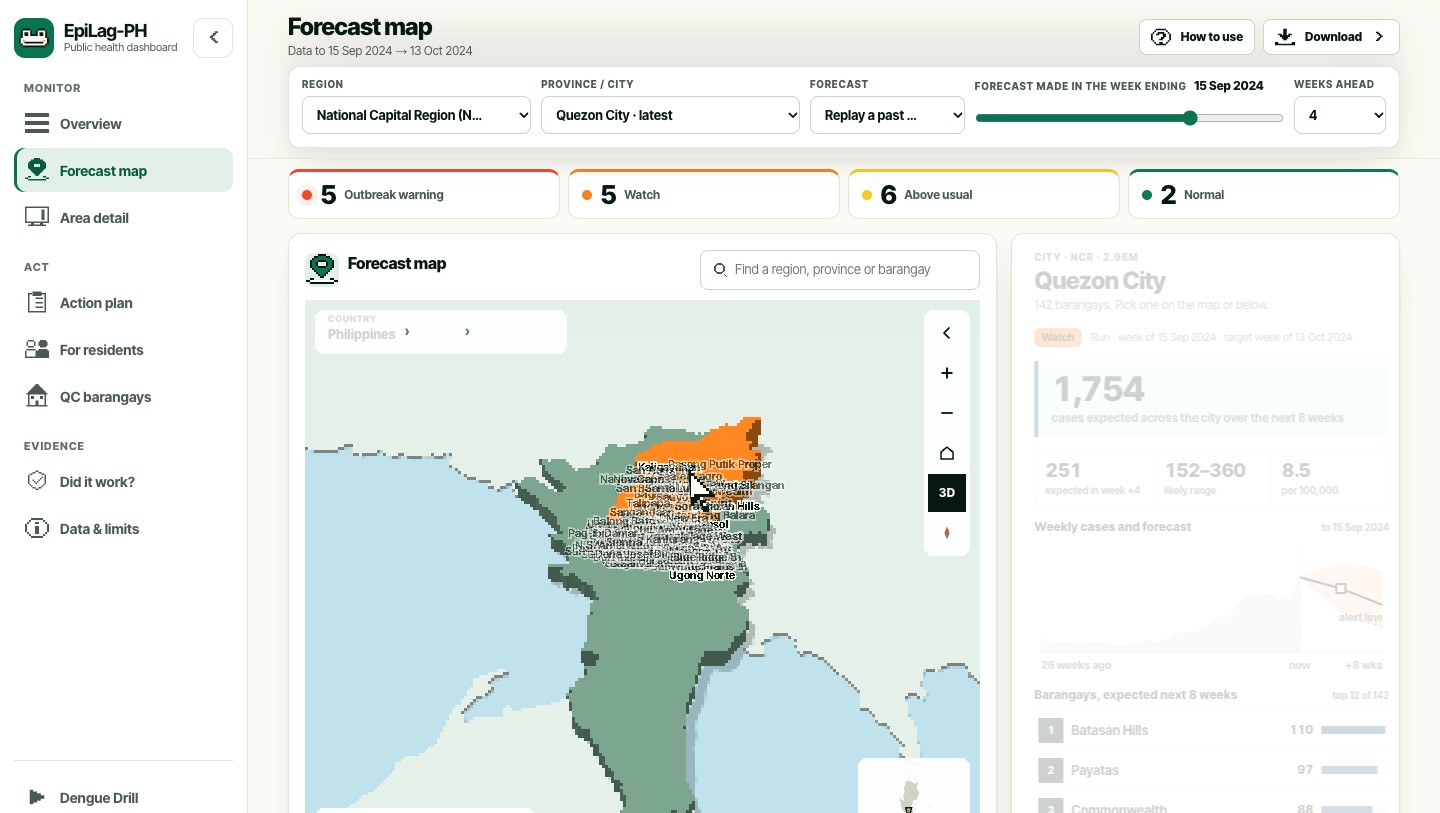 EpiLag-PH
Public health dashboard
MONITOR
Overview
Forecast map
Area detail
ACT
Action plan
For residents
QC barangays
EVIDENCE
Did it work?
Data & limits
Dengue Drill
Forecast map
Data to 15 Sep 2024 → 13 Oct 2024
How to use
Download
REGION
PROVINCE / CITY
FORECAST
FORECAST MADE IN THE WEEK ENDING 15 Sep 2024
WEEKS AHEAD
National Capital Region (N...
Quezon City · latest
Replay a past ...
4
5 Outbreak warning
5 Watch
6 Above usual
2 Normal
Forecast map
Find a region, province or barangay
COUNTRY
Philippines › ›
+
−
3D
Putik Proper
Talipapa
Balara
Ugong Norte
CITY · NCR · 2.96M
Quezon City
142 barangays. Pick one on the map or below.
Watch
Run · week of 15 Sep 2024 · target week of 13 Oct 2024
1,754
cases expected across the city over the next 8 weeks
251
expected in week +4
152–360
likely range
8.5
per 100,000
Weekly cases and forecast
to 15 Sep 2024
alert line
26 weeks ago
now
+8 wks
Barangays, expected next 8 weeks
top 12 of 142
1 Batasan Hills 110
2 Payatas 97
3 Commonwealth 88